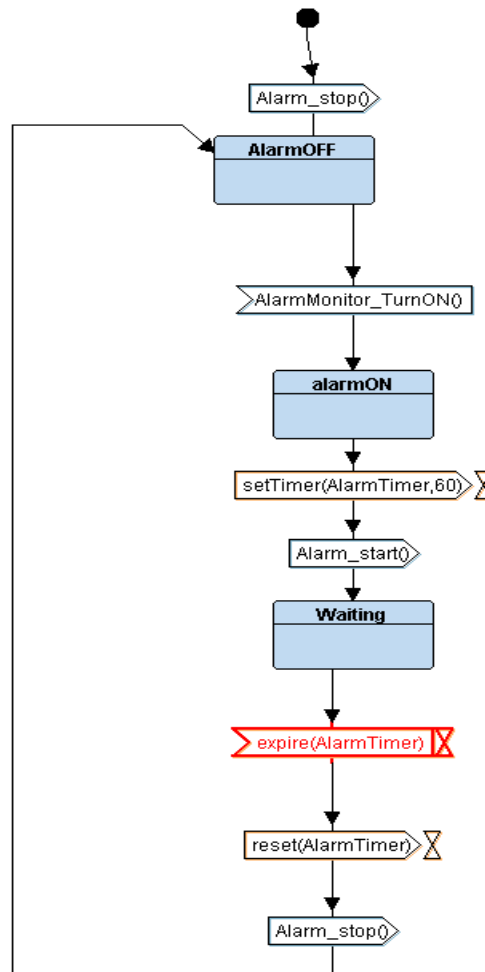 Alarm_stop()
AlarmOFF
AlarmMonitor_TurnON()
alarmON
setTimer(AlarmTimer,60)
Alarm_start()
Waiting
expire(AlarmTimer)
reset(AlarmTimer)
Alarm_stop()